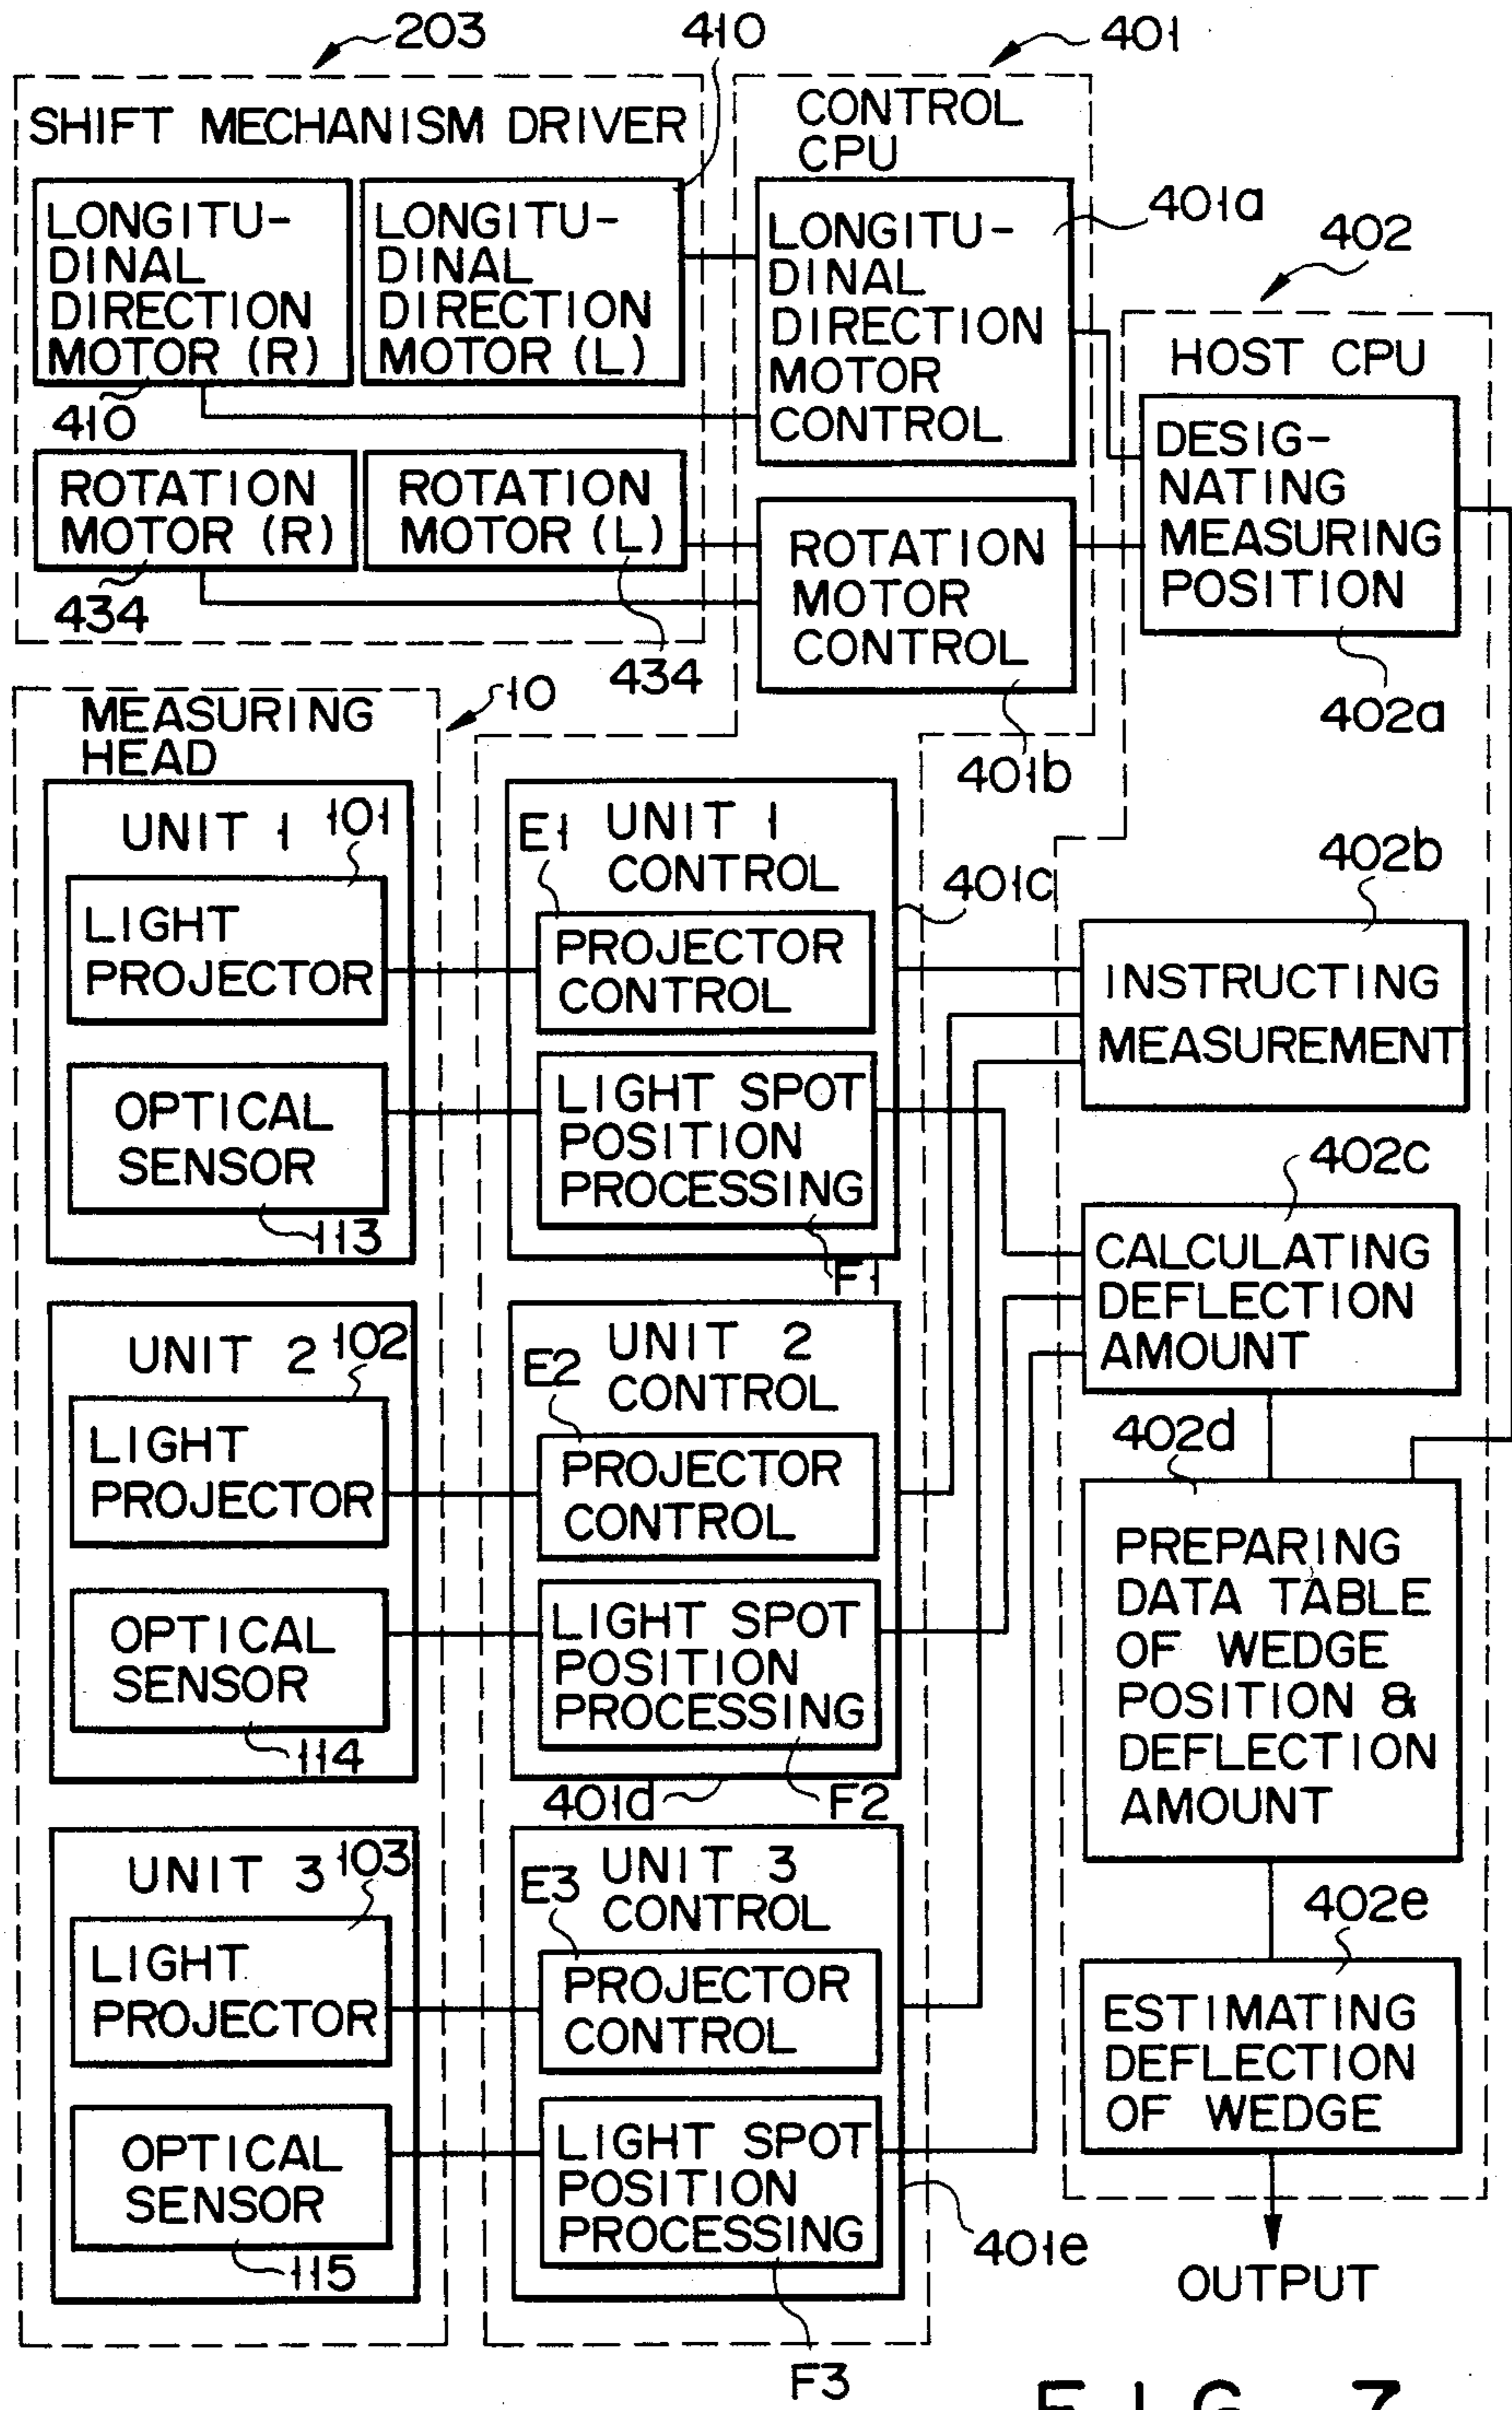 203
410
401
SHIFT MECHANISM DRIVER
CONTROL
CPU
LONGITU-
DINAL
DIRECTION
MOTOR (R)
LONGITU-
DINAL
DIRECTION
MOTOR (L)
LONGITU-
DINAL
DIRECTION
MOTOR
CONTROL
401a
402
HOST CPU
410
DESIG-
NATING
MEASURING
POSITION
ROTATION
MOTOR (R)
ROTATION
MOTOR (L)
ROTATION
MOTOR
CONTROL
434
434
402a
401b
MEASURING
HEAD
10
UNIT 1
101
LIGHT
PROJECTOR
OPTICAL
SENSOR
113
E1
UNIT 1
CONTROL
401c
PROJECTOR
CONTROL
LIGHT SPOT
POSITION
PROCESSING
F1
402b
INSTRUCTING
MEASUREMENT
402c
CALCULATING
DEFLECTION
AMOUNT
UNIT 2
102
LIGHT
PROJECTOR
OPTICAL
SENSOR
114
E2
UNIT 2
CONTROL
PROJECTOR
CONTROL
LIGHT SPOT
POSITION
PROCESSING
401d
F2
402d
PREPARING
DATA TABLE
OF WEDGE
POSITION &
DEFLECTION
AMOUNT
UNIT 3
103
LIGHT
PROJECTOR
OPTICAL
SENSOR
115
E3
UNIT 3
CONTROL
PROJECTOR
CONTROL
LIGHT SPOT
POSITION
PROCESSING
401e
F3
402e
ESTIMATING
DEFLECTION
OF WEDGE
OUTPUT
FIG. 7